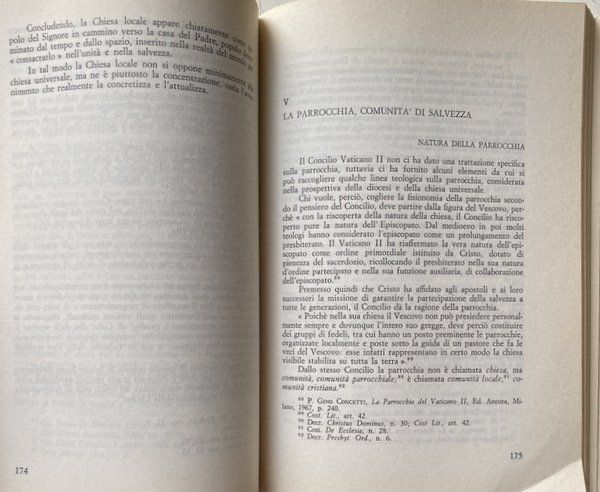 Concludendo, la Chiesa locale appare chiaramente come
polo del Signore in cammino verso la casa del Padre, popolo
minato dal tempo e dallo spazio, inserito nella realtà del mondo per
« consacrarlo » nell'unità e nella salvezza.
In tal modo la Chiesa locale non si oppone minimamente alla
chiesa universale, ma ne è piuttosto la concentrazione, ossia
nimento che realmente la concretizza e l'attualizza.
174
V
LA PARROCCHIA, COMUNITA' DI SALVEZZA
NATURA DELLA PARROCCHIA
Il Concilio Vaticano II non ci ha dato una trattazione specifica
sulla parrocchia, tuttavia ci ha fornito alcuni elementi da cui si
può raccogliere qualche linea teologica sulla parrocchia, considerata
nella prospettiva della diocesi e della chiesa universale.
Chi vuole, perciò, cogliere la fisionomia della parrocchia secon-
do il pensiero del Concilio, deve partire dalla figura del Vescovo, per-
chè « con la riscoperta della natura della chiesa, il Concilio ha risco-
perto pure la natura dell'Episcopato. Dal medioevo in poi molti
teologi hanno considerato l'episcopato come un prolungamento del
presbiterato. Il Vaticano II ha riaffermato la vera natura dell'epi-
scopato come ordine primordiale istituito da Cristo, dotato di
pienezza del sacerdozio, ricollocando il presbiterato nella sua natura
d'ordine partecipato e nella sua funzione ausiliaria, di collaborazione
dell'episcopato.⁸⁸
Premesso quindi che Cristo ha affidato agli apostoli e ai loro
successori la missione di garantire la partecipazione della salvezza a
tutte le generazioni, il Concilio dà la ragione della parrocchia.
« Poichè nella sua chiesa il Vescovo non può presiedere personal-
mente sempre e dovunque l'intero suo gregge, deve perciò costituire
dei gruppi di fedeli, tra cui hanno un posto preminente le parrocchie,
organizzate localmente e poste sotto la guida di un pastore che fa le
veci del Vescovo: esse infatti rappresentano in certo modo la chiesa
visibile stabilita su tutta la terra ».⁸⁹
Dallo stesso Concilio la parrocchia non è chiamata chiesa, ma
comunità, comunità parrocchiale,⁹⁰ è chiamata comunità locale,⁹¹ co-
munità cristiana.⁹²
88 P. GINO CONCETTI, La Parrocchia del Vaticano II, Ed. Ancora, Mi-
lano, 1967, p. 240.
89 Cost. Lit., art. 42.
90 Decr. Christus Dominus, n. 30; Cost Lit., art. 42.
91 Cost. De Ecclesia, n. 28.
92 Decr. Presbyt. Ord., n. 6.
175